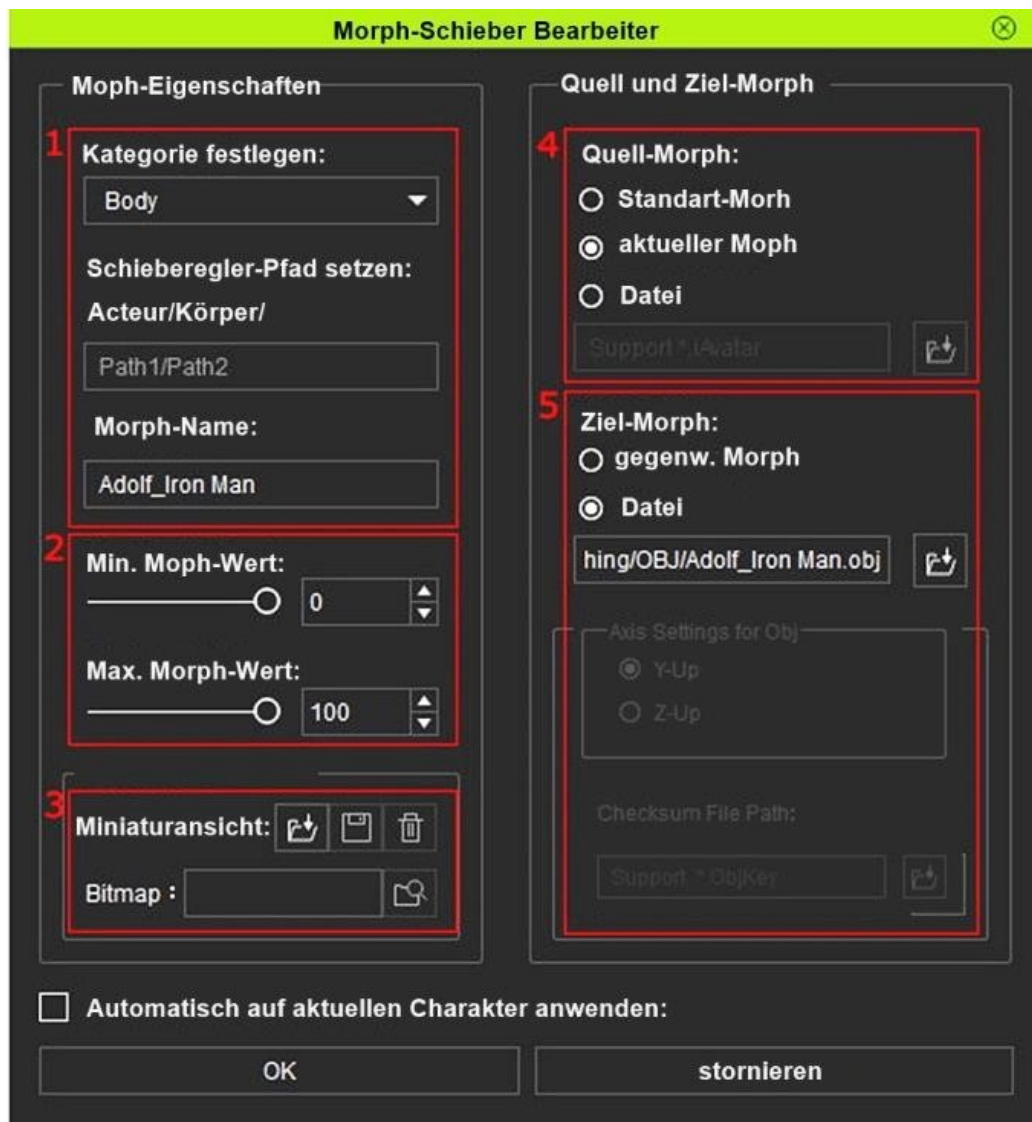 Morph-Schieber Bearbeiter
Moph-Eigenschaften
1
Kategorie festlegen:
Body
Schieberegler-Pfad setzen:
Acteur/Körper/
Path1/Path2
Morph-Name:
Adolf_Iron Man
2
Min. Moph-Wert:
0
Max. Morph-Wert:
100
3
Miniaturansicht:
Bitmap :
Quell und Ziel-Morph
4
Quell-Morph:
Standart-Morh
aktueller Moph
Datei
Support *.iAvatar
5
Ziel-Morph:
gegenw. Morph
Datei
hing/OBJ/Adolf_Iron Man.obj
Axis Settings for Obj
Y-Up
Z-Up
Checksum File Path:
Support *.ObjKey
Automatisch auf aktuellen Charakter anwenden:
OK
stornieren